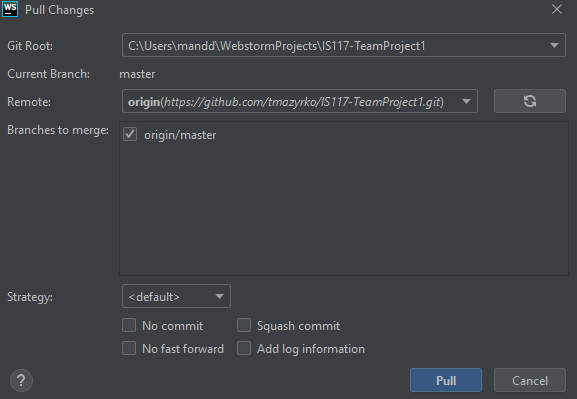 WS Pull Changes
Git Root: C:\Users\mandd\WebstormProjects\IS117-TeamProject1
Current Branch: master
Remote: origin(https://github.com/tmazyrko/IS117-TeamProject1.git)
Branches to merge: origin/master
Strategy: <default>
No commit Squash commit
No fast forward Add log information
? Pull Cancel